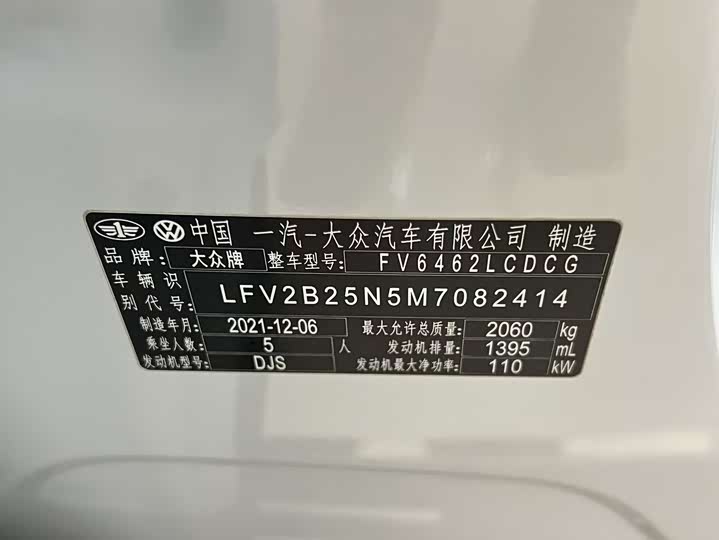 中国 一汽-大众汽车有限公司 制造
品牌: 大众牌 整车型号: FV6462LCDCG
车辆识别代号: LFV2B25N5M7082414
制造年月: 2021-12-06 最大允许总质量: 2060 kg
乘坐人数: 5 人 发动机排量: 1395 mL
发动机型号: DJS 发动机最大净功率: 110 kW